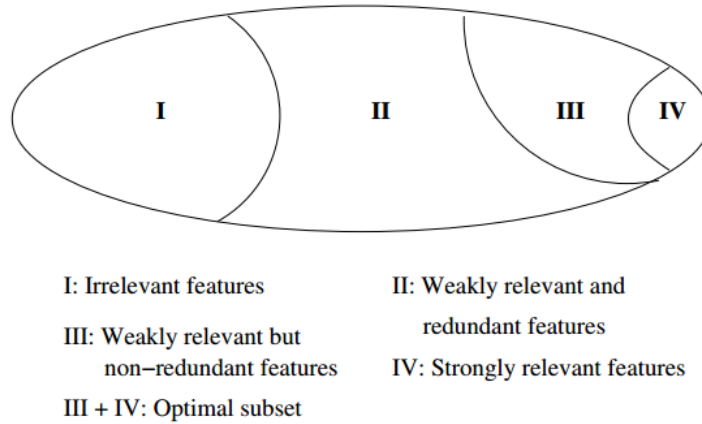 I
II
III
IV
I: Irrelevant features
II: Weakly relevant and
redundant features
III: Weakly relevant but
non−redundant features
IV: Strongly relevant features
III + IV: Optimal subset